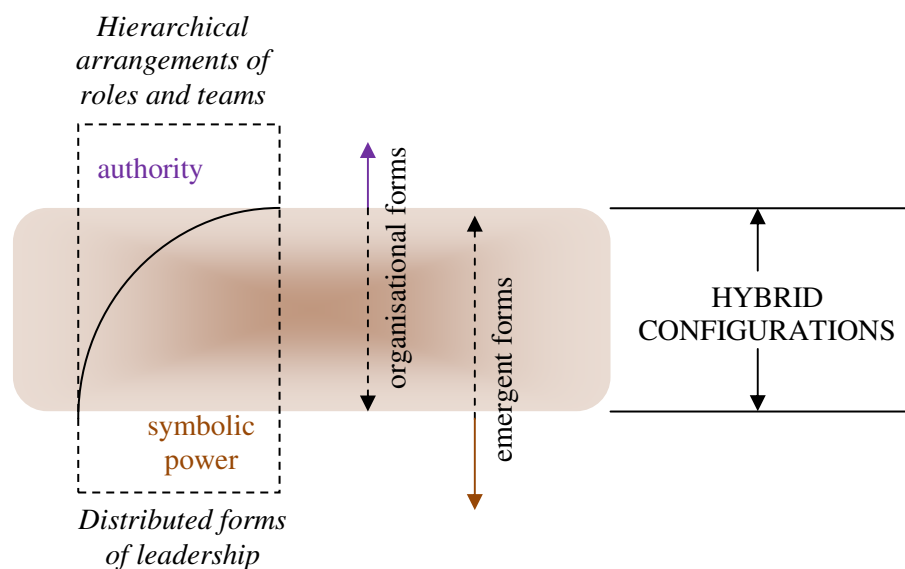 Hierarchical
arrangements of
roles and teams
authority
organisational forms
emergent forms
HYBRID
CONFIGURATIONS
symbolic
power
Distributed forms
of leadership